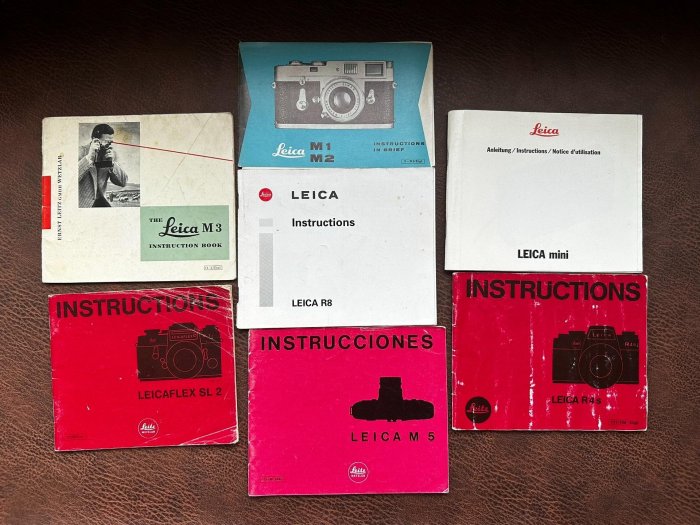 Leica
M1
M2
INSTRUCTIONS
IN BRIEF
ERNST LEITZ GMBH WETZLAR
THE
Leica M3
INSTRUCTION BOOK
Leica
LEICA
Instructions
LEICA R8
Leica
Anleitung/Instructions/Notice d'utilisation
LEICA mini
INSTRUCTIONS
LEICAFLEX SL 2
Leitz
WETZLAR
INSTRUCCIONES
LEICA M 5
Leitz
WETZLAR
INSTRUCTIONS
LEICA R4s
Leitz